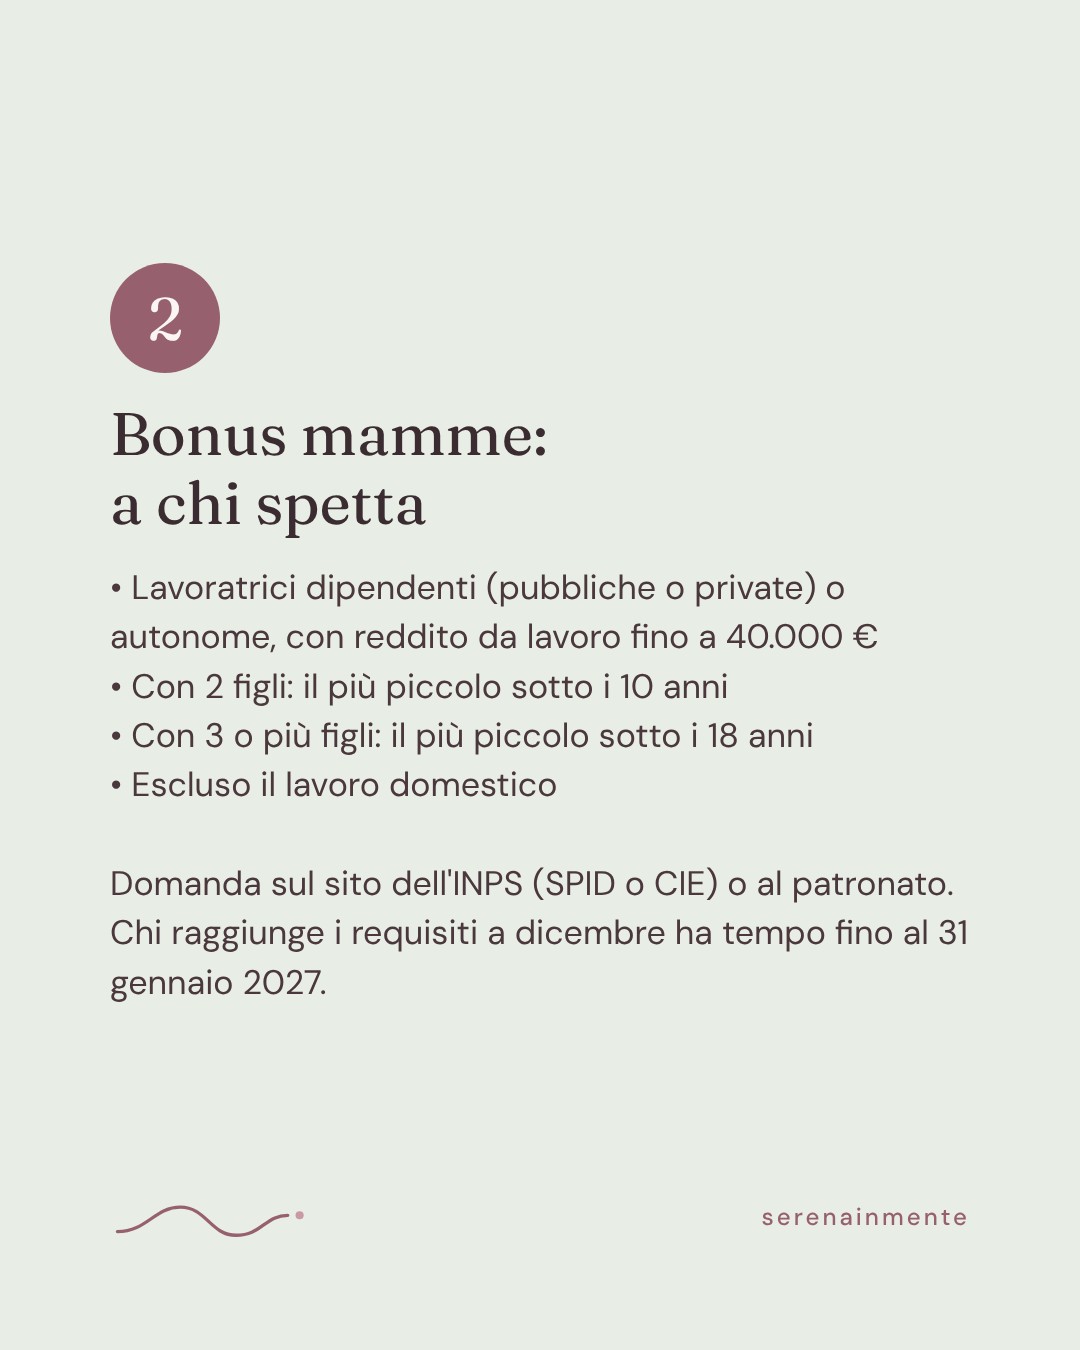 2
Bonus mamme:
a chi spetta
• Lavoratrici dipendenti (pubbliche o private) o
autonome, con reddito da lavoro fino a 40.000 €
• Con 2 figli: il più piccolo sotto i 10 anni
• Con 3 o più figli: il più piccolo sotto i 18 anni
• Escluso il lavoro domestico
Domanda sul sito dell'INPS (SPID o CIE) o al patronato.
Chi raggiunge i requisiti a dicembre ha tempo fino al 31
gennaio 2027.
serenainmente